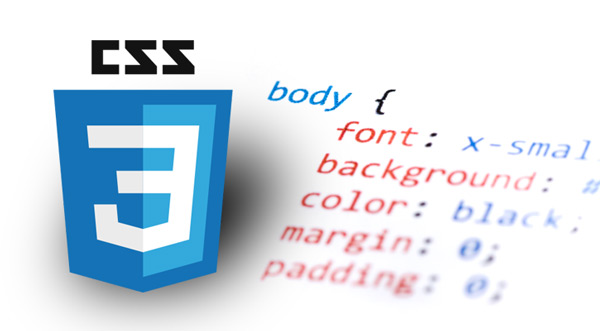 CSS
3
body {
font: x-smal
background: #
color: black;
margin: 0;
padding: 0;